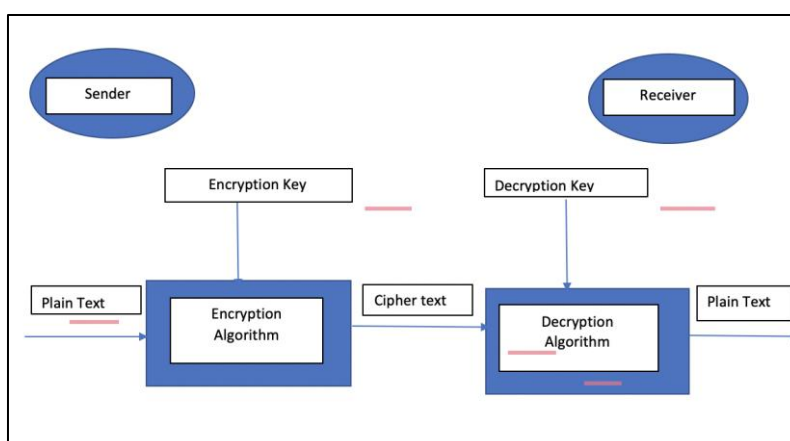 Sender
Receiver
Encryption Key
Decryption Key
Plain Text
Encryption
Algorithm
Cipher text
Decryption
Algorithm
Plain Text